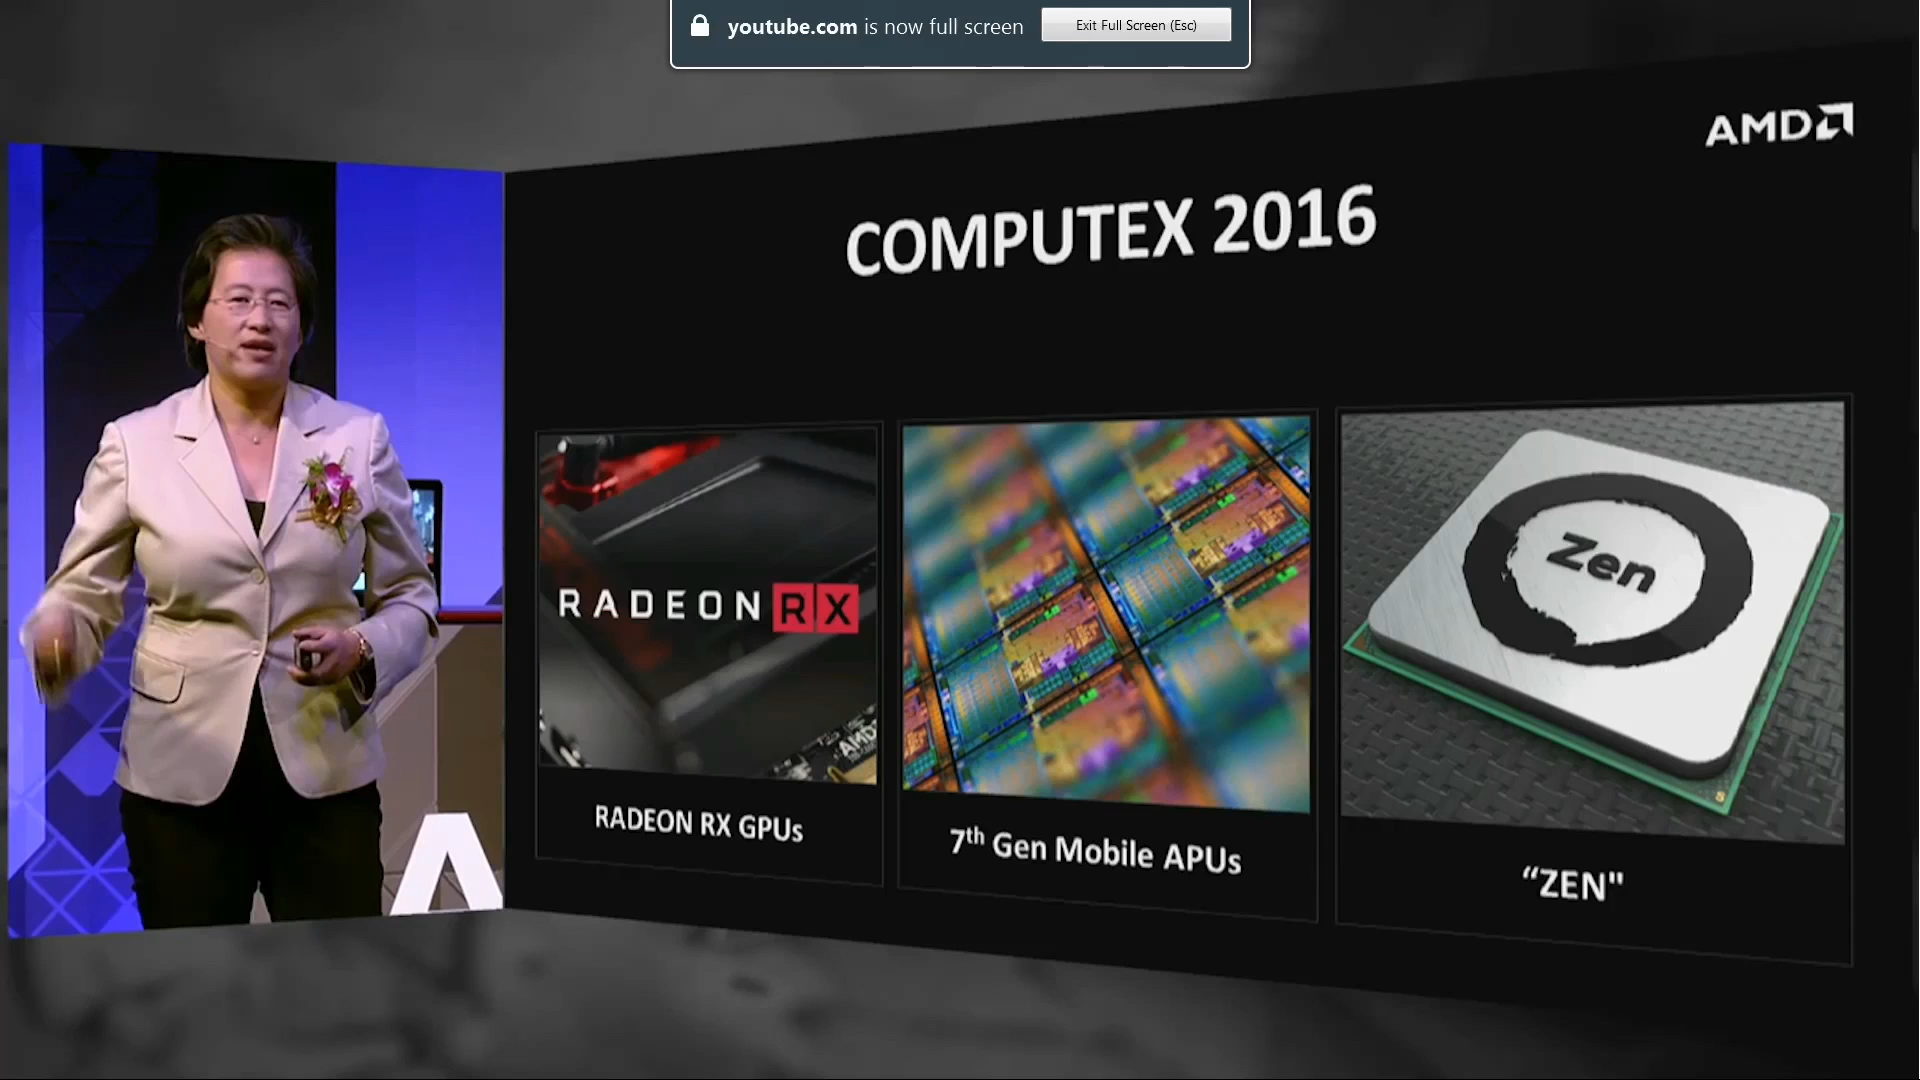 youtube.com is now full screen
Exit Full Screen (Esc)
AMD
COMPUTEX 2016
RADEON RX
AMD
Zen
RADEON RX GPUs
7th Gen Mobile APUs
“ZEN"